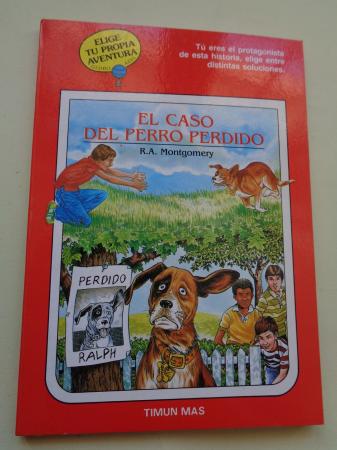 ELIGE
TU PROPIA
AVENTURA
Tú eres el protagonista
de esta historia, elige entre
distintas soluciones.
EL CASO
DEL PERRO PERDIDO
R.A. Montgomery
PERDIDO
RALPH
TIMUN MAS